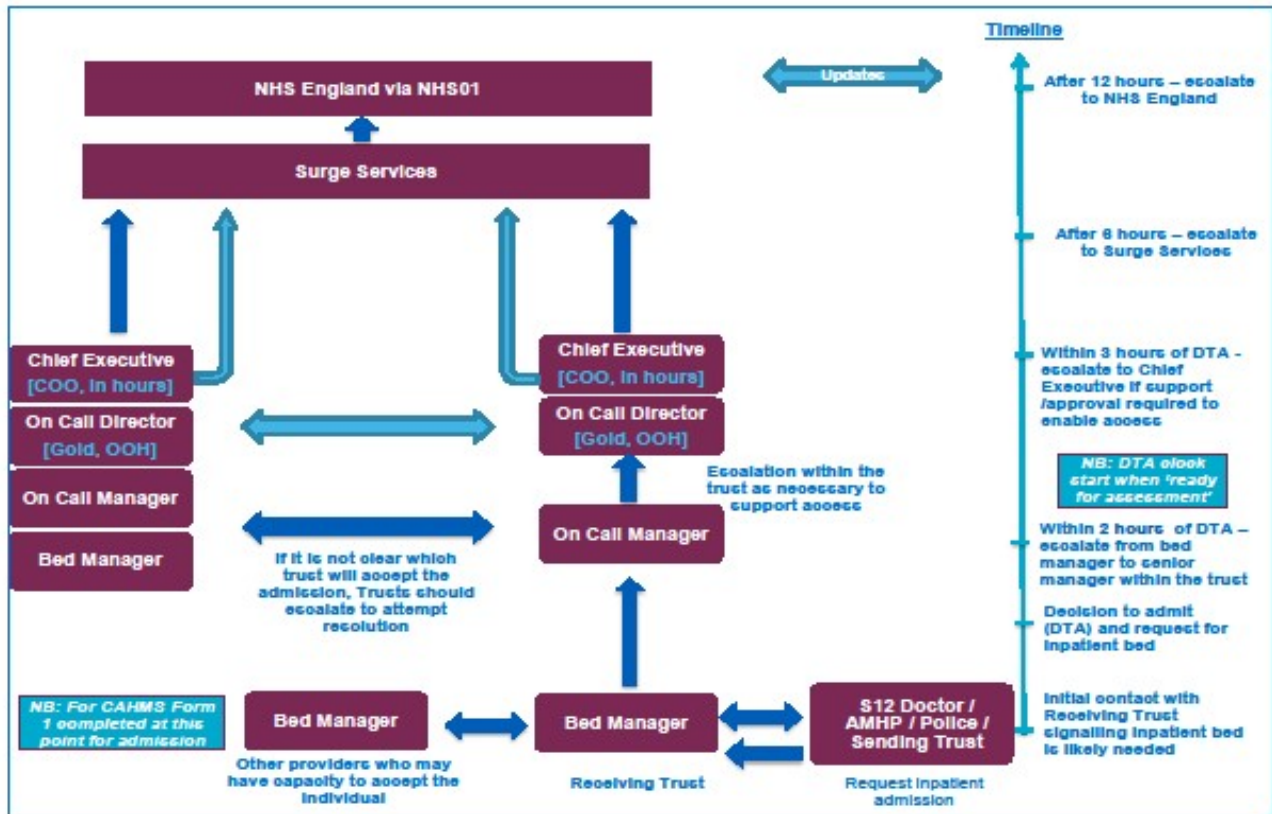 Timeline
Updates
NHS England via NHS01
After 12 hours – escalate
to NHS England
Surge Services
After 6 hours – escalate
to Surge Services
Chief Executive
[COO, In hours]
On Call Director
[Gold, OOH]
On Call Manager
Bed Manager
Chief Executive
[COO, In hours]
On Call Director
[Gold, OOH]
Within 3 hours of DTA -
escalate to Chief
Executive if support
/approval required to
enable access
Escalation within the
trust as necessary to
support access
NB: DTA clock
start when 'ready
for assessment'
On Call Manager
If it is not clear which
trust will accept the
admission, Trusts should
escalate to attempt
resolution
Within 2 hours of DTA –
escalate from bed
manager to senior
manager within the trust
Decision to admit
(DTA) and request for
inpatient bed
NB: For CAHMS Form
1 completed at this
point for admission
Bed Manager
Other providers who may
have capacity to accept the
individual
Bed Manager
Receiving Trust
S12 Doctor /
AMHP / Police /
Sending Trust
Request inpatient
admission
Initial contact with
Receiving Trust
signalling inpatient bed
is likely needed